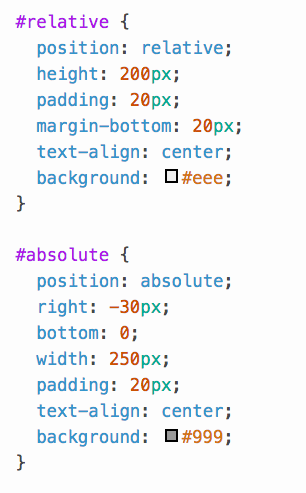 #relative {
  position: relative;
  height: 200px;
  padding: 20px;
  margin-bottom: 20px;
  text-align: center;
  background: #eee;
}

#absolute {
  position: absolute;
  right: -30px;
  bottom: 0;
  width: 250px;
  padding: 20px;
  text-align: center;
  background: #999;
}